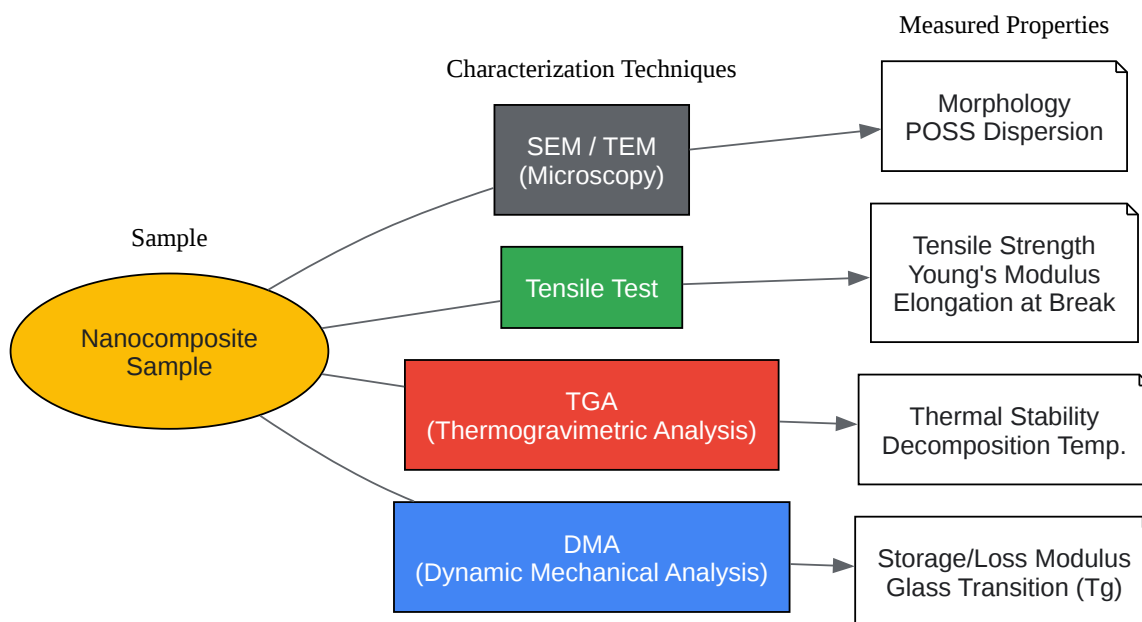 Measured Properties
Characterization Techniques
Morphology
POSS Dispersion
SEM / TEM
(Microscopy)
Sample
Tensile Strength
Young's Modulus
Elongation at Break
Tensile Test
Nanocomposite
Sample
TGA
(Thermogravimetric Analysis)
Thermal Stability
Decomposition Temp.
DMA
(Dynamic Mechanical Analysis)
Storage/Loss Modulus
Glass Transition (Tg)